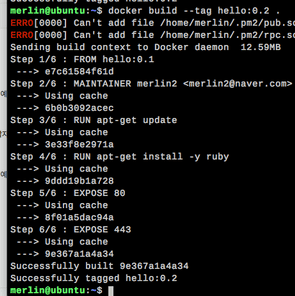 merlin@ubuntu:~$ docker build --tag hello:0.2 .
ERRO[0000] Can't add file /home/merlin/.pm2/pub.so
ERRO[0000] Can't add file /home/merlin/.pm2/rpc.so
Sending build context to Docker daemon  12.59MB
Step 1/6 : FROM hello:0.1
 ---> e7c61584f61d
Step 2/6 : MAINTAINER merlin2 <merlin2@naver.com>
 ---> Using cache
 ---> 6b0b3092acec
Step 3/6 : RUN apt-get update
 ---> Using cache
 ---> 3e33f8e2971a
Step 4/6 : RUN apt-get install -y ruby
 ---> Using cache
 ---> 9ddd19b1a728
Step 5/6 : EXPOSE 80
 ---> Using cache
 ---> 8f01a5dac94a
Step 6/6 : EXPOSE 443
 ---> Using cache
 ---> 9e367a1a4a34
Successfully built 9e367a1a4a34
Successfully tagged hello:0.2
merlin@ubuntu:~$